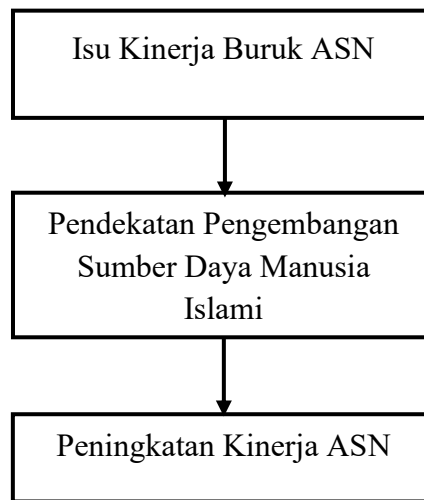 Isu Kinerja Buruk ASN
Pendekatan Pengembangan
Sumber Daya Manusia
Islami
Peningkatan Kinerja ASN